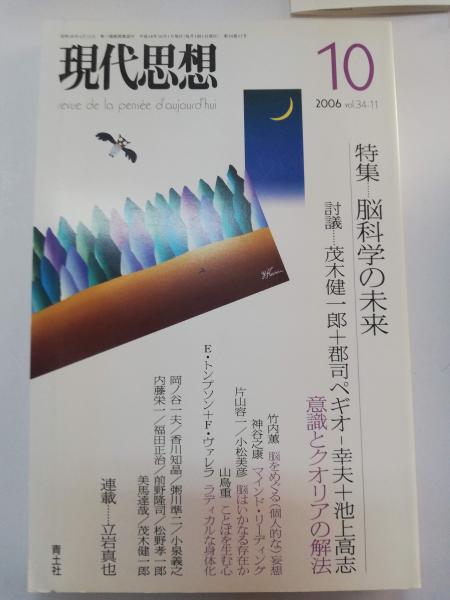 現代思想
revue de la pensée d'aujourd'hui
10
2006 vol.34-11
特集……脳科学の未来
討議……茂木健一郎＋郡司ペギオ－幸夫＋池上高志
意識とクオリアの解法
竹内薫 脳をめぐる（個人的な）妄想
神谷之康 マインド・リーディング
片山容一／小松美彦 脳はいかなる存在か
山鳥重 ことばを生む心
E・トンプソン＋F・ヴァレラ ラディカルな身体化
岡ノ谷一夫／香川知晶／粥川準二／小泉義之
内藤栄一／福田正治／前野隆司／松野孝一郎
美馬達哉／茂木健一郎
連載……立岩真也
青土社